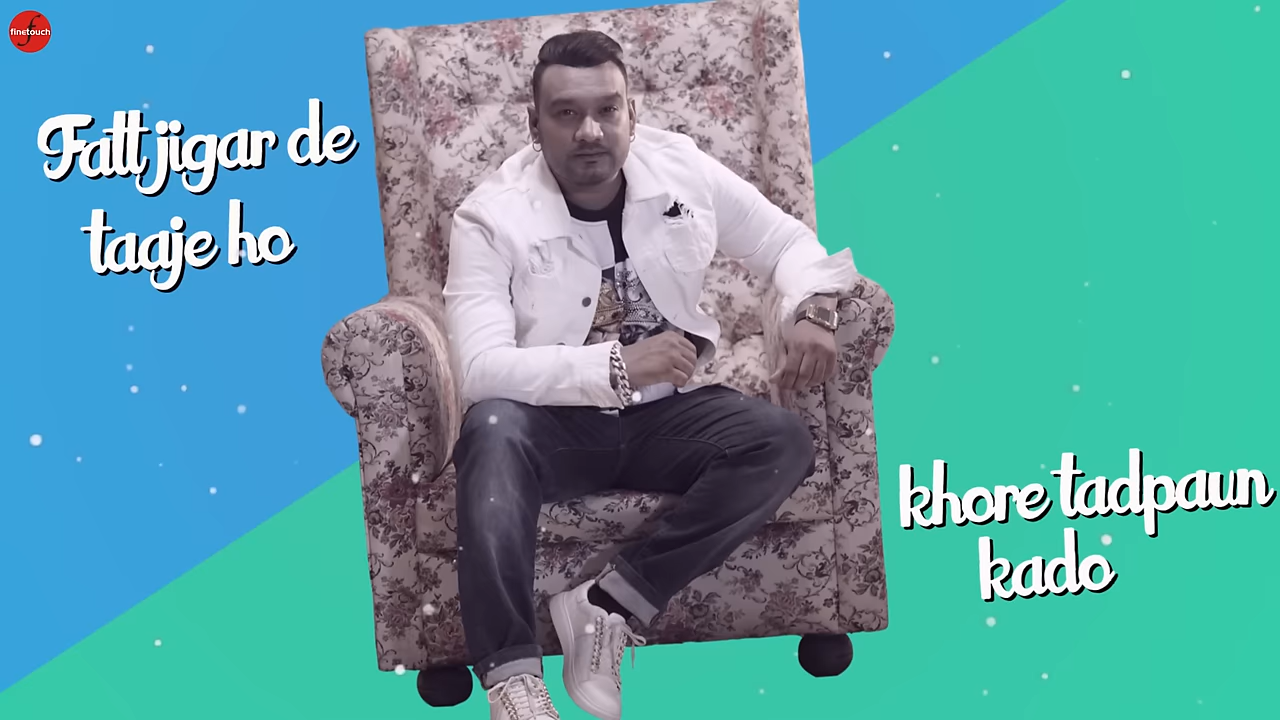 finetouch
Fatt jigar de
taaje ho
khore tadpaun
kado